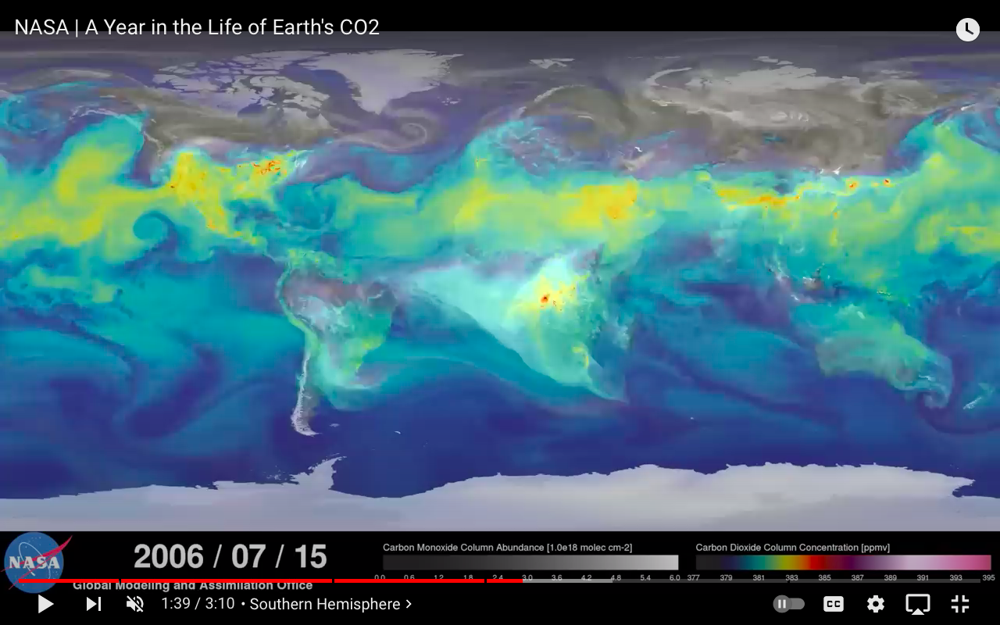 NASA | A Year in the Life of Earth's CO2
NASA
2006 / 07 / 15
Global Modeling and Assimilation Office
Carbon Monoxide Column Abundance [1.0e18 molec cm-2]
0.0 0.6 1.2 1.8 2.4 3.0 3.6 4.2 4.8 5.4 6.0
Carbon Dioxide Column Concentration [ppmv]
377 379 381 383 385 387 389 391 393 395
1:39 / 3:10 • Southern Hemisphere
CC